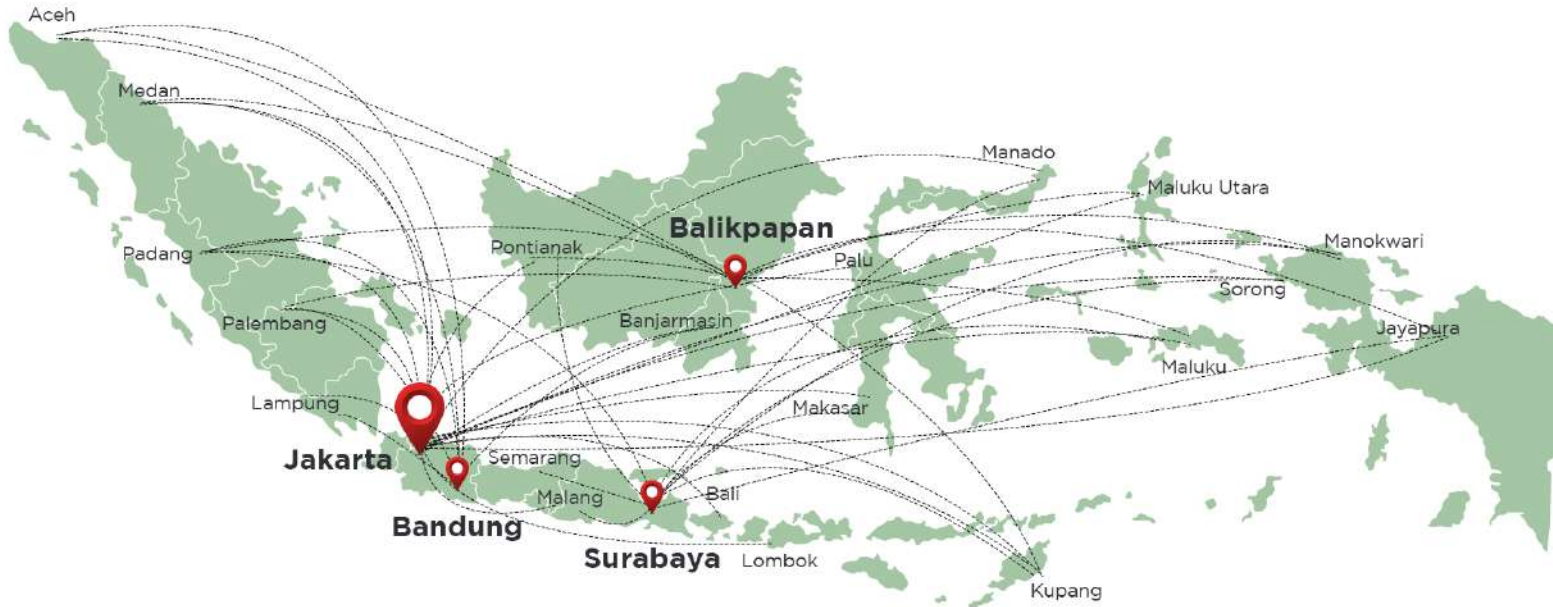 Aceh
Medan
Manado
Maluku Utara
Balikpapan
Padang
Pontianak
Palu
Manokwari
Sorong
Palembang
Banjarmasin
Jayapura
Maluku
Lampung
Makasar
Jakarta
Semarang
Malang
Bali
Bandung
Surabaya
Lombok
Kupang